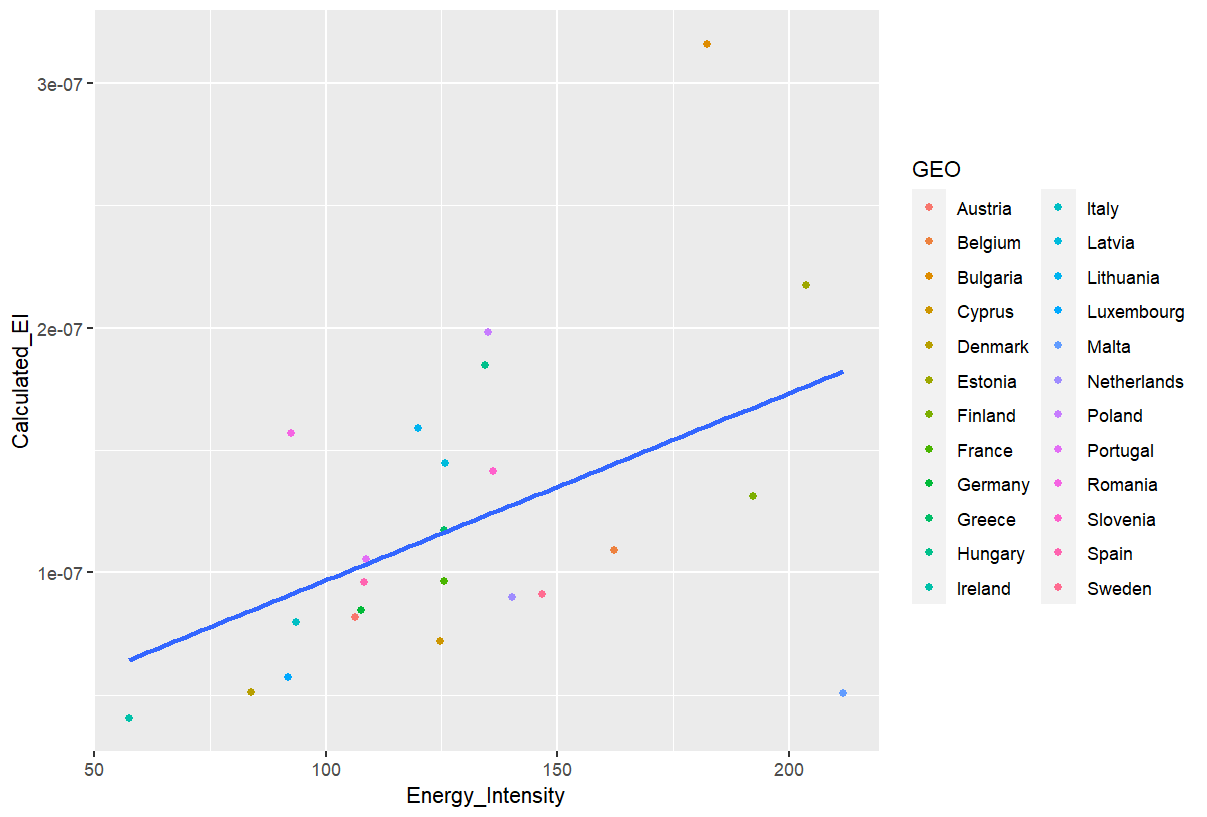 3e-07
2e-07
1e-07
Calculated_EI
50 100 150 200
Energy_Intensity
GEO
Austria
Belgium
Bulgaria
Cyprus
Denmark
Estonia
Finland
France
Germany
Greece
Hungary
Ireland
Italy
Latvia
Lithuania
Luxembourg
Malta
Netherlands
Poland
Portugal
Romania
Slovenia
Spain
Sweden